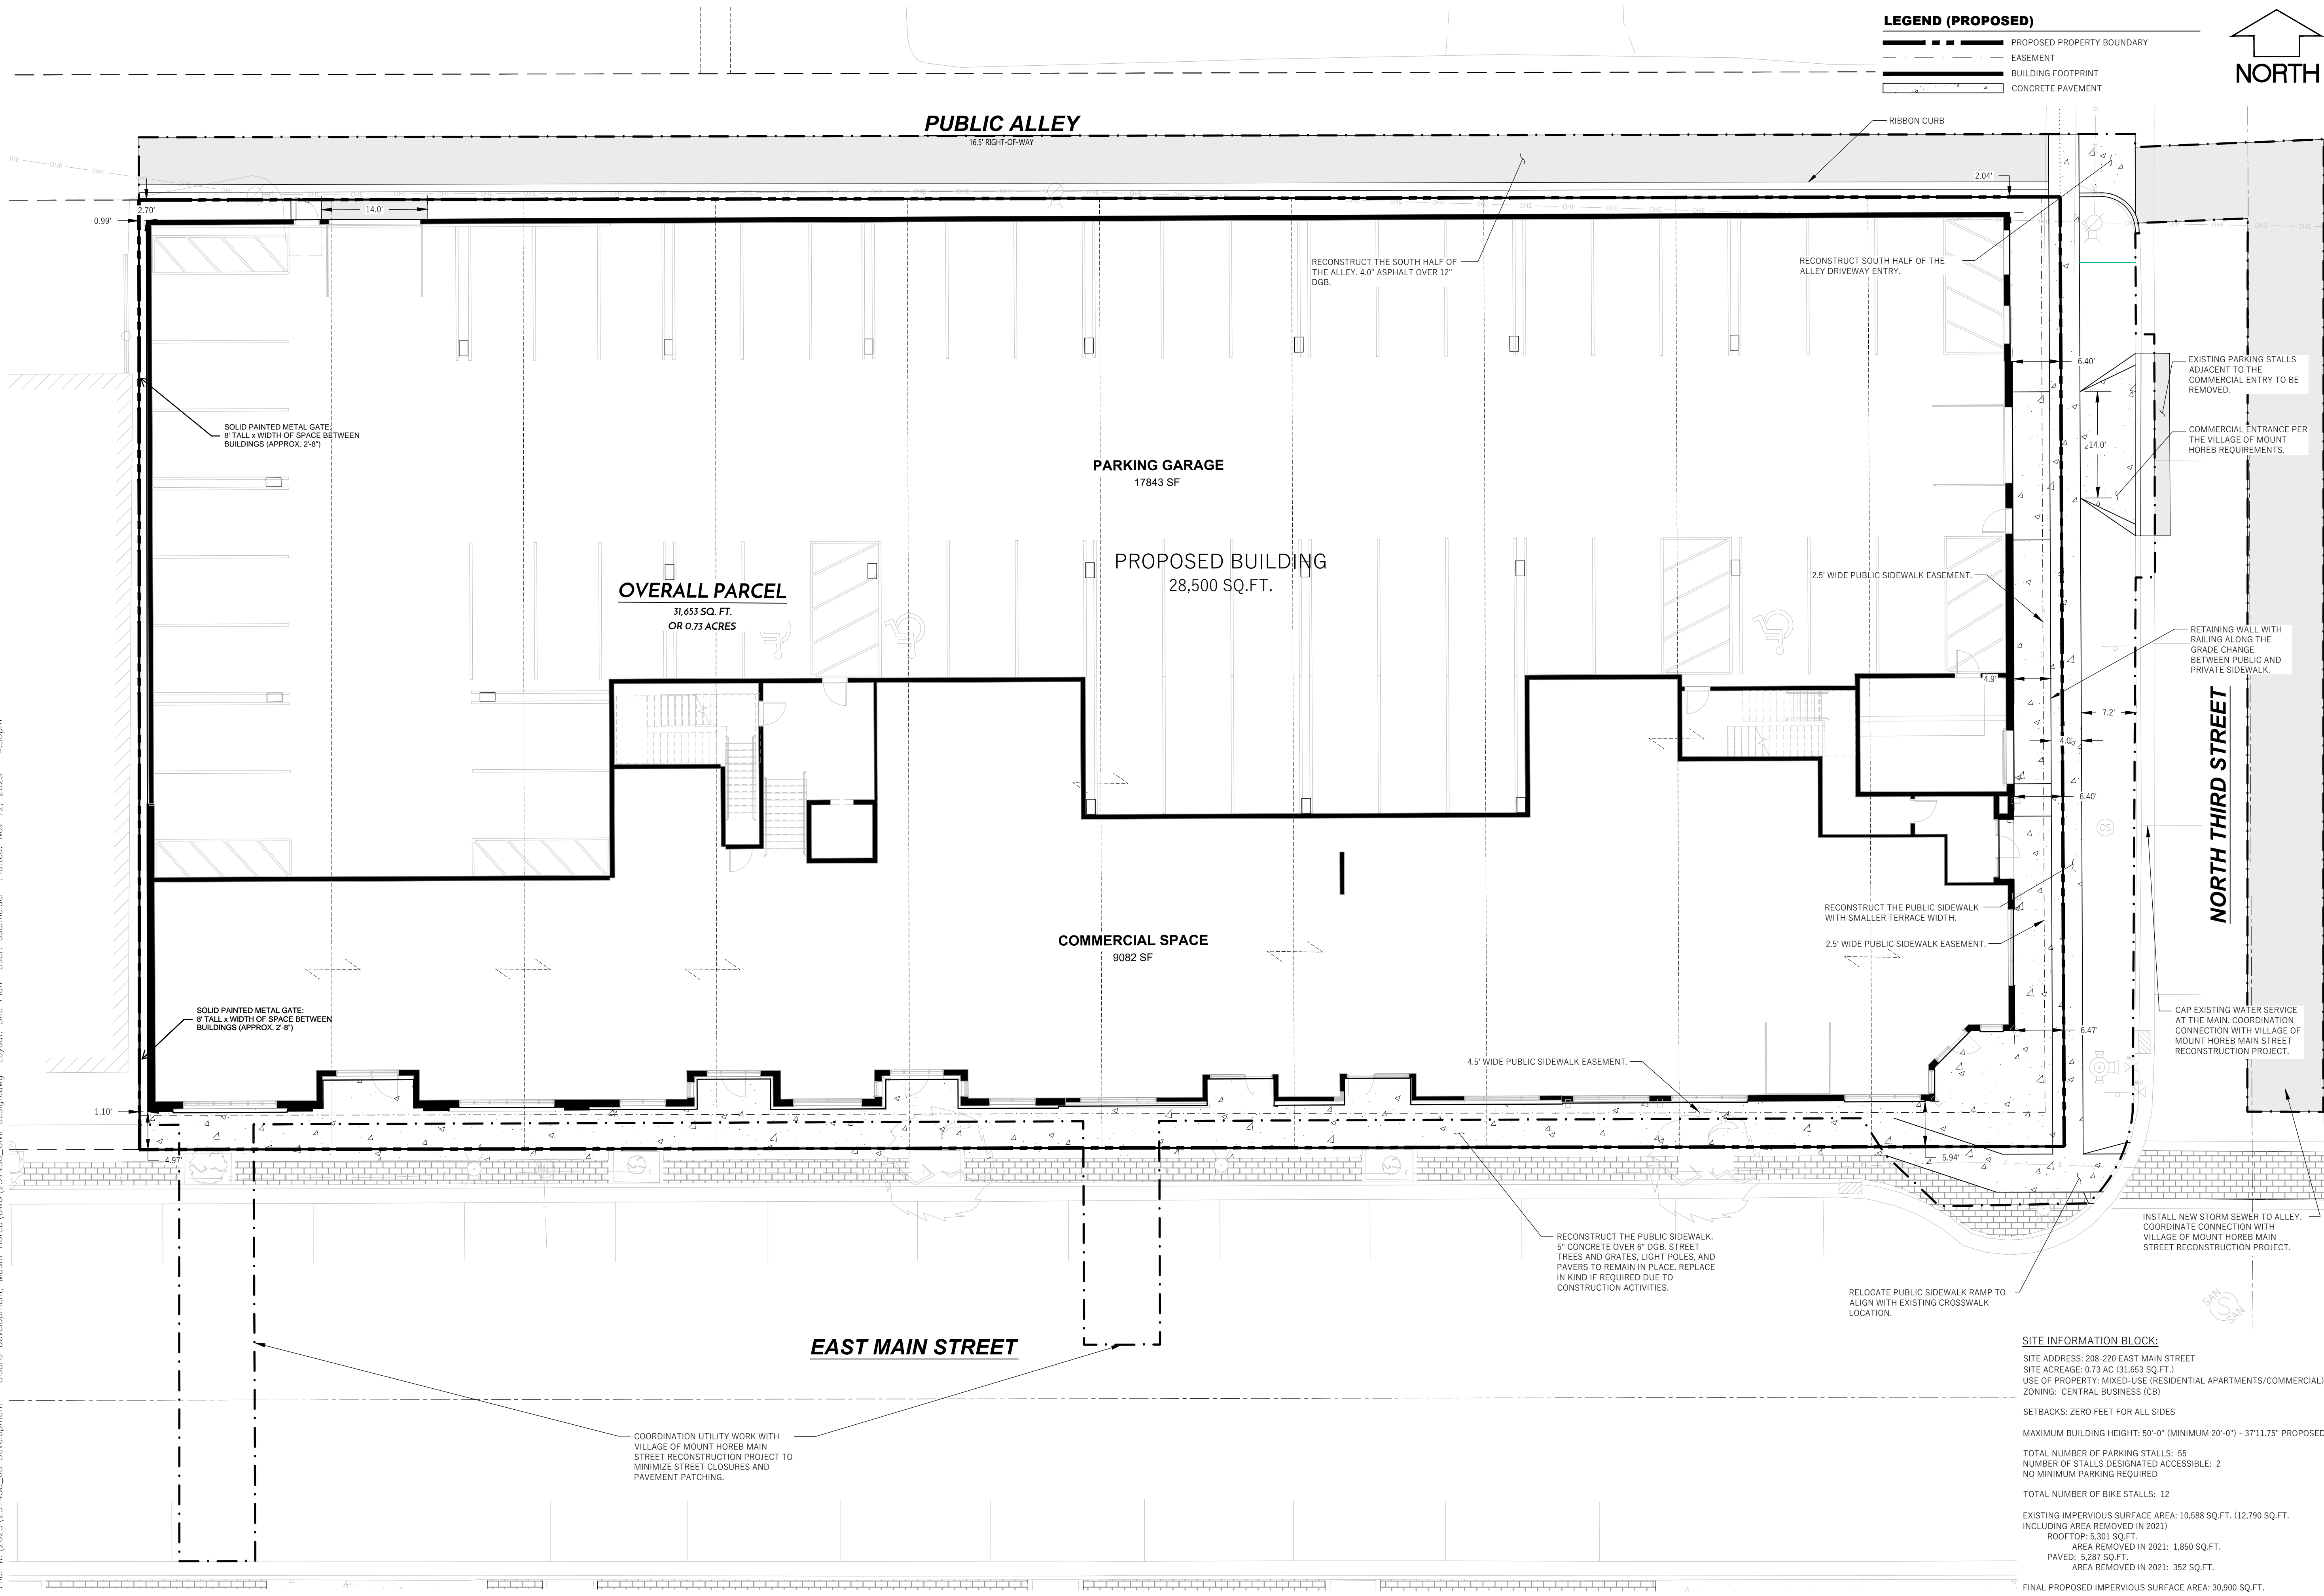 LEGEND (PROPOSED)
PROPOSED PROPERTY BOUNDARY
EASEMENT
BUILDING FOOTPRINT
CONCRETE PAVEMENT
NORTH
PUBLIC ALLEY
16.5' RIGHT-OF-WAY
RIBBON CURB
OHE
OHE
OHE
2.04'
2.70'
0.99'
14.0'
RECONSTRUCT THE SOUTH HALF OF
THE ALLEY. 4.0" ASPHALT OVER 12"
DGB.
RECONSTRUCT SOUTH HALF OF THE
ALLEY DRIVEWAY ENTRY.
6.40'
EXISTING PARKING STALLS
ADJACENT TO THE
COMMERCIAL ENTRY TO BE
REMOVED.
SOLID PAINTED METAL GATE:
8' TALL x WIDTH OF SPACE BETWEEN
BUILDINGS (APPROX. 2'-8")
COMMERCIAL ENTRANCE PER
THE VILLAGE OF MOUNT
HOREB REQUIREMENTS.
14.0'
PARKING GARAGE
17843 SF
PROPOSED BUILDING
28,500 SQ.FT.
OVERALL PARCEL
31,653 SQ. FT.
OR 0.73 ACRES
2.5' WIDE PUBLIC SIDEWALK EASEMENT.
RETAINING WALL WITH
RAILING ALONG THE
GRADE CHANGE
BETWEEN PUBLIC AND
PRIVATE SIDEWALK.
4.9'
7.2'
4.0'
6.40'
NORTH THIRD STREET
CS
RECONSTRUCT THE PUBLIC SIDEWALK
WITH SMALLER TERRACE WIDTH.
2.5' WIDE PUBLIC SIDEWALK EASEMENT.
COMMERCIAL SPACE
9082 SF
SOLID PAINTED METAL GATE:
8' TALL x WIDTH OF SPACE BETWEEN
BUILDINGS (APPROX. 2'-8")
CAP EXISTING WATER SERVICE
AT THE MAIN. COORDINATION
CONNECTION WITH VILLAGE OF
MOUNT HOREB MAIN STREET
RECONSTRUCTION PROJECT.
6.47'
4.5' WIDE PUBLIC SIDEWALK EASEMENT.
1.10'
4.97'
5.94'
RECONSTRUCT THE PUBLIC SIDEWALK.
5" CONCRETE OVER 6" DGB. STREET
TREES AND GRATES, LIGHT POLES, AND
PAVERS TO REMAIN IN PLACE. REPLACE
IN KIND IF REQUIRED DUE TO
CONSTRUCTION ACTIVITIES.
INSTALL NEW STORM SEWER TO ALLEY.
COORDINATE CONNECTION WITH
VILLAGE OF MOUNT HOREB MAIN
STREET RECONSTRUCTION PROJECT.
RELOCATE PUBLIC SIDEWALK RAMP TO
ALIGN WITH EXISTING CROSSWALK
LOCATION.
SAN
S
SAN
EAST MAIN STREET
COORDINATION UTILITY WORK WITH
VILLAGE OF MOUNT HOREB MAIN
STREET RECONSTRUCTION PROJECT TO
MINIMIZE STREET CLOSURES AND
PAVEMENT PATCHING.
SITE INFORMATION BLOCK:
SITE ADDRESS: 208-220 EAST MAIN STREET
SITE ACREAGE: 0.73 AC (31,653 SQ.FT.)
USE OF PROPERTY: MIXED-USE (RESIDENTIAL APARTMENTS/COMMERCIAL)
ZONING: CENTRAL BUSINESS (CB)
SETBACKS: ZERO FEET FOR ALL SIDES
MAXIMUM BUILDING HEIGHT: 50'-0" (MINIMUM 20'-0") - 37'11.75" PROPOSED
TOTAL NUMBER OF PARKING STALLS: 55
NUMBER OF STALLS DESIGNATED ACCESSIBLE: 2
NO MINIMUM PARKING REQUIRED
TOTAL NUMBER OF BIKE STALLS: 12
EXISTING IMPERVIOUS SURFACE AREA: 10,588 SQ.FT. (12,790 SQ.FT.
INCLUDING AREA REMOVED IN 2021)
ROOFTOP: 5,301 SQ.FT.
AREA REMOVED IN 2021: 1,850 SQ.FT.
PAVED: 5,287 SQ.FT.
AREA REMOVED IN 2021: 352 SQ.FT.
FINAL PROPOSED IMPERVIOUS SURFACE AREA: 30,900 SQ.FT.